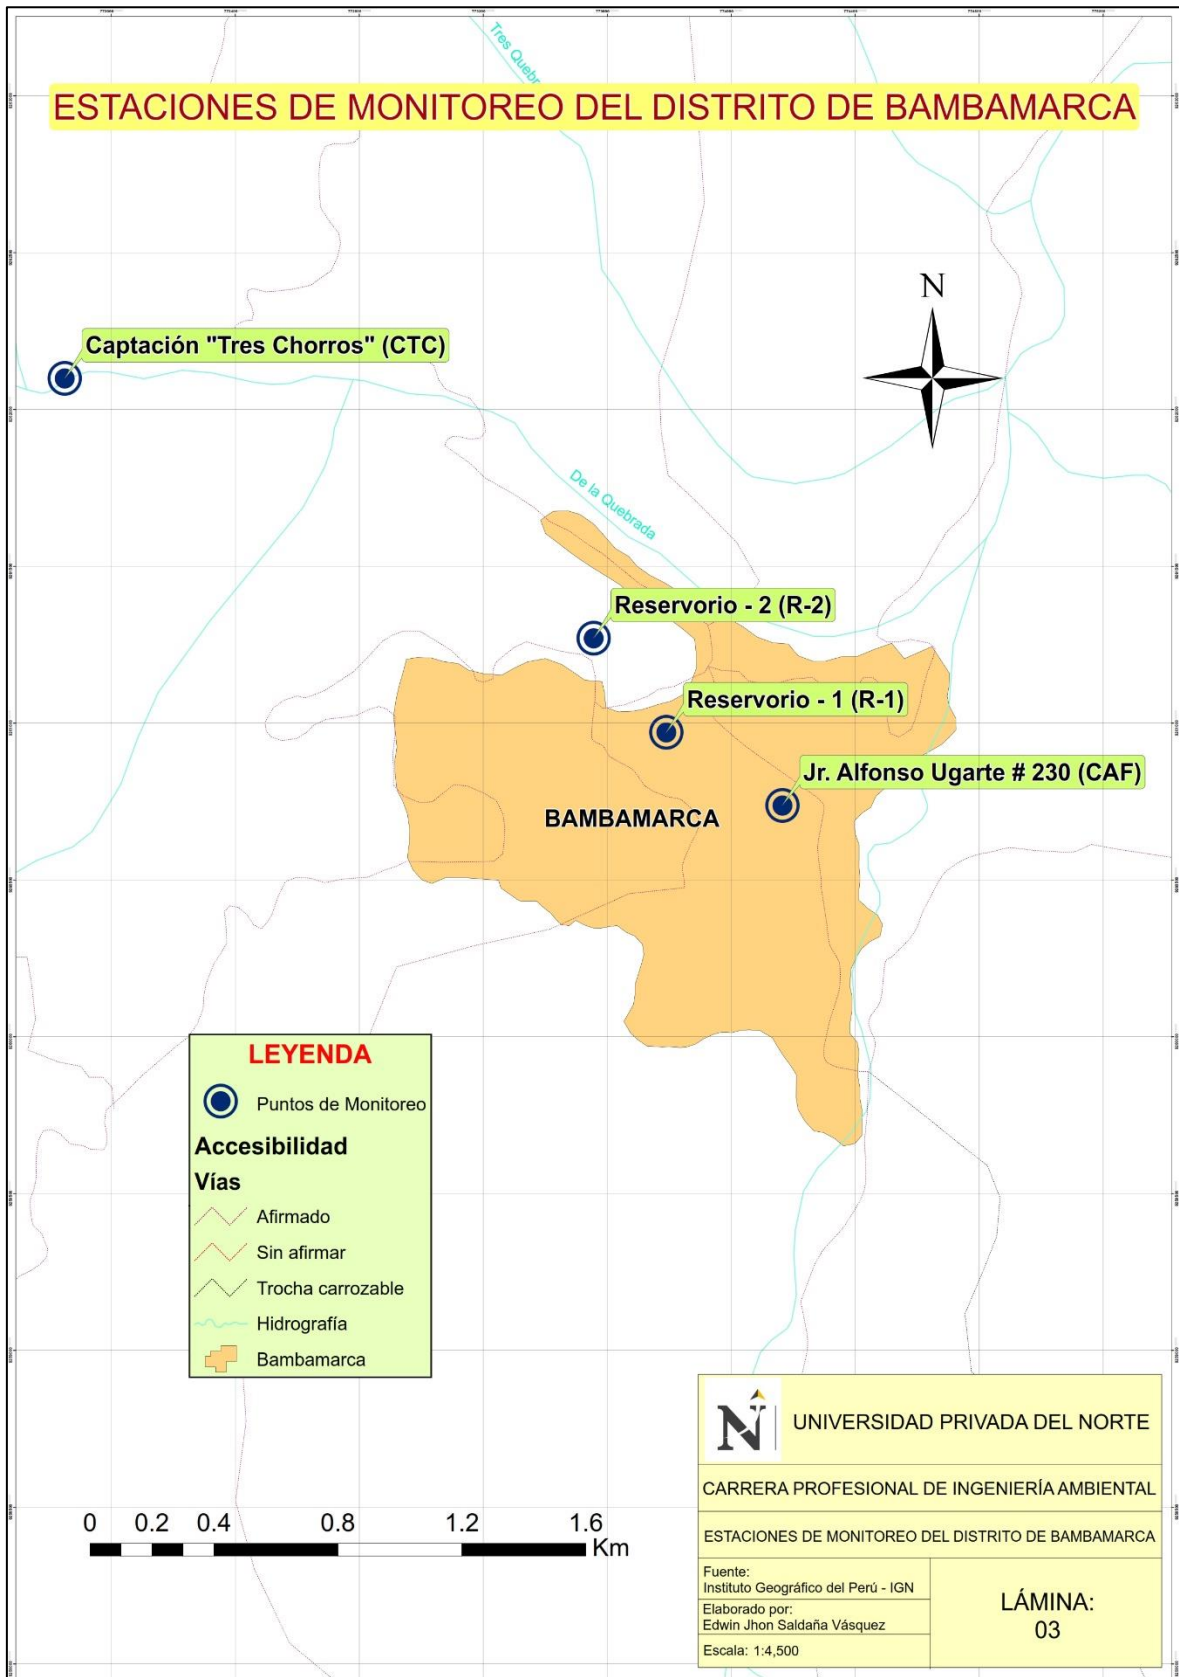 Tres Quebr
ESTACIONES DE MONITOREO DEL DISTRITO DE BAMBAMARCA
N
Captación "Tres Chorros" (CTC)
De la Quebrada
Reservorio - 2 (R-2)
Reservorio - 1 (R-1)
Jr. Alfonso Ugarte # 230 (CAF)
BAMBAMARCA
LEYENDA
Puntos de Monitoreo
Accesibilidad
Vías
Afirmado
Sin afirmar
Trocha carrozable
Hidrografía
Bambamarca
0 0.2 0.4 0.8 1.2 1.6
Km
N
UNIVERSIDAD PRIVADA DEL NORTE
CARRERA PROFESIONAL DE INGENIERÍA AMBIENTAL
ESTACIONES DE MONITOREO DEL DISTRITO DE BAMBAMARCA
Fuente:
Instituto Geográfico del Perú - IGN
Elaborado por:
Edwin Jhon Saldaña Vásquez
Escala: 1:4,500
LÁMINA:
03